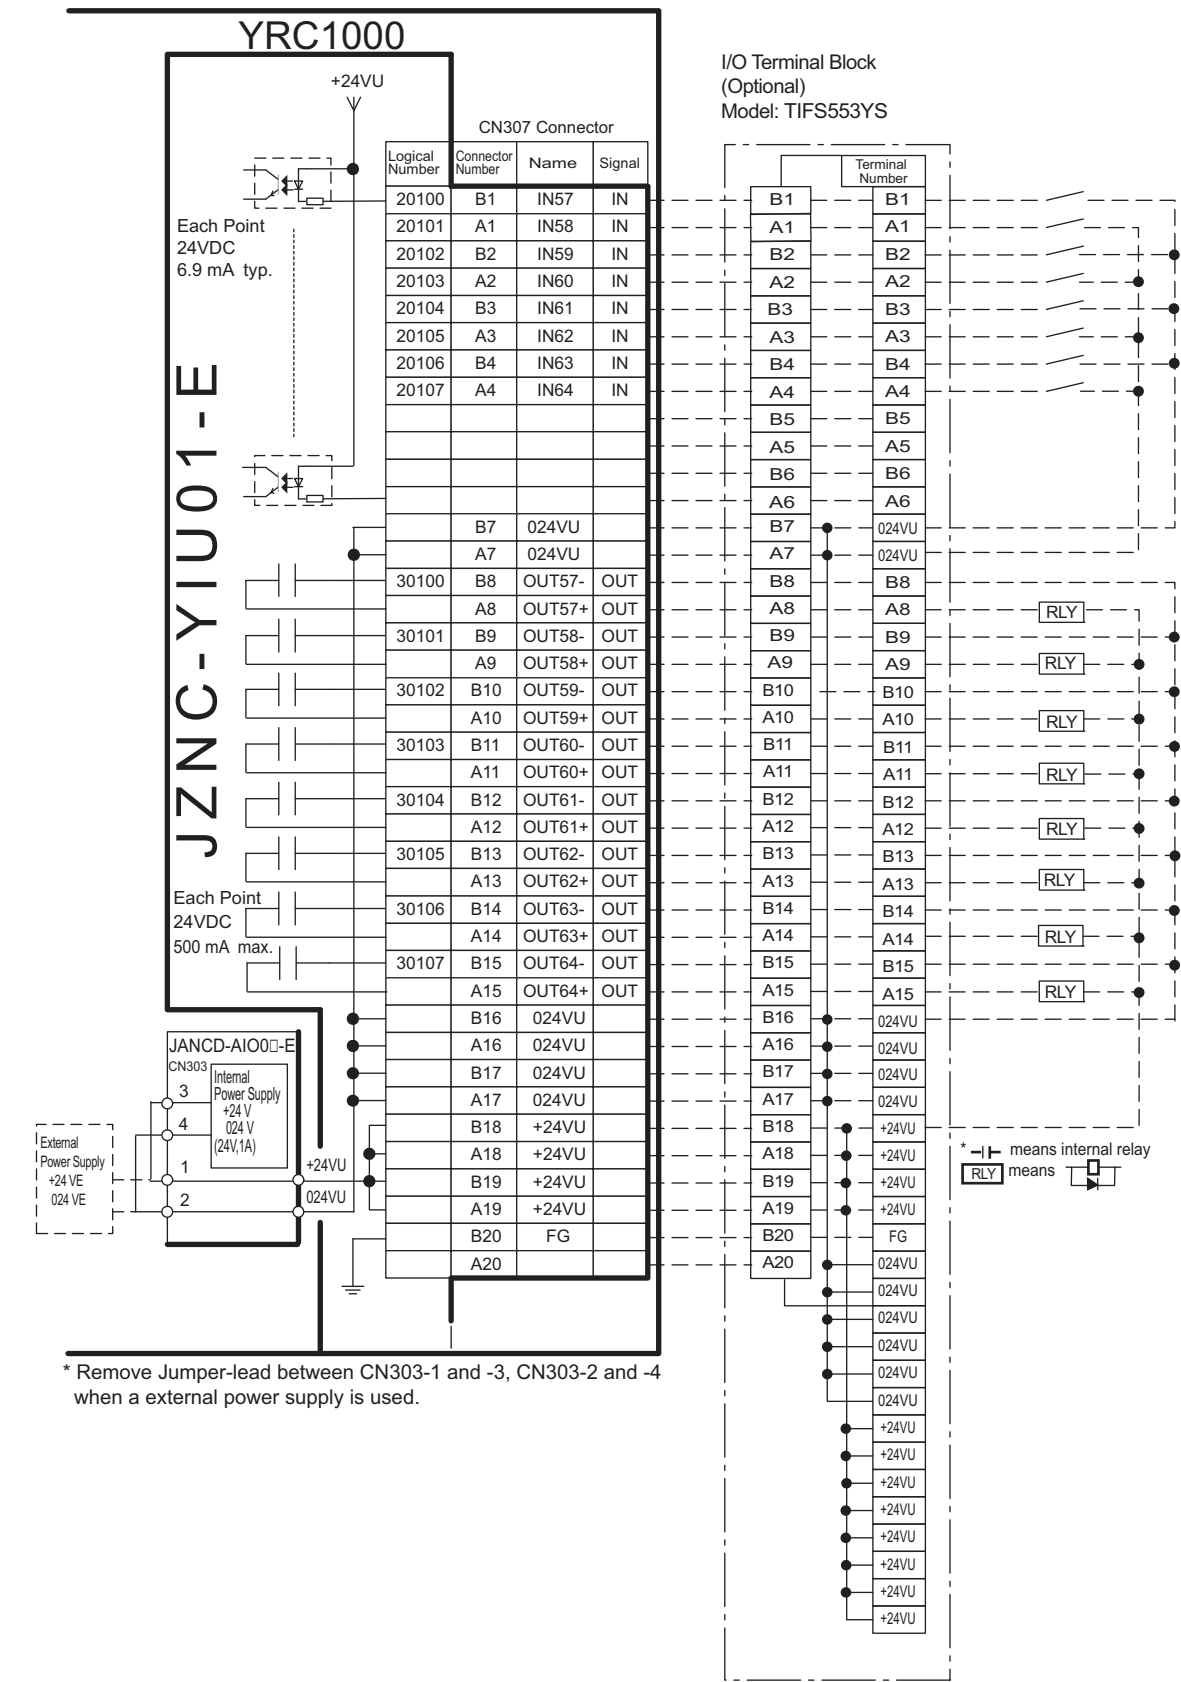 YRC1000
I/O Terminal Block
(Optional)
Model: TIFS553YS
+24VU
CN307 Connector
Logical Number Connector Number Name Signal
Terminal Number
20100 B1 IN57 IN B1 B1
Each Point
24VDC
6.9 mA typ.
20101 A1 IN58 IN A1 A1
20102 B2 IN59 IN B2 B2
20103 A2 IN60 IN A2 A2
20104 B3 IN61 IN B3 B3
20105 A3 IN62 IN A3 A3
20106 B4 IN63 IN B4 B4
20107 A4 IN64 IN A4 A4
B5 B5
A5 A5
B6 B6
A6 A6
JZNC-YIU01-E
B7 024VU B7 024VU
A7 024VU A7 024VU
30100 B8 OUT57- OUT B8 B8
A8 OUT57+ OUT A8 A8 RLY
30101 B9 OUT58- OUT B9 B9
A9 OUT58+ OUT A9 A9 RLY
30102 B10 OUT59- OUT B10 B10
A10 OUT59+ OUT A10 A10 RLY
30103 B11 OUT60- OUT B11 B11
A11 OUT60+ OUT A11 A11 RLY
30104 B12 OUT61- OUT B12 B12
A12 OUT61+ OUT A12 A12 RLY
30105 B13 OUT62- OUT B13 B13
A13 OUT62+ OUT A13 A13 RLY
Each Point
24VDC
500 mA max.
30106 B14 OUT63- OUT B14 B14
A14 OUT63+ OUT A14 A14 RLY
30107 B15 OUT64- OUT B15 B15
A15 OUT64+ OUT A15 A15 RLY
B16 024VU B16 024VU
A16 024VU A16 024VU
B17 024VU B17 024VU
A17 024VU A17 024VU
B18 +24VU B18 +24VU
A18 +24VU A18 +24VU
B19 +24VU B19 +24VU
A19 +24VU A19 +24VU
B20 FG B20 FG
A20 A20 024VU
JANCD-AIO0□-E
CN303
Internal
Power Supply
+24 V
024 V
(24V,1A)
3
4
1
2
External
Power Supply
+24 VE
024 VE
+24VU
024VU
* means internal relay
RLY means
024VU
024VU
024VU
024VU
024VU
+24VU
+24VU
+24VU
+24VU
+24VU
+24VU
+24VU
+24VU
* Remove Jumper-lead between CN303-1 and -3, CN303-2 and -4
when a external power supply is used.